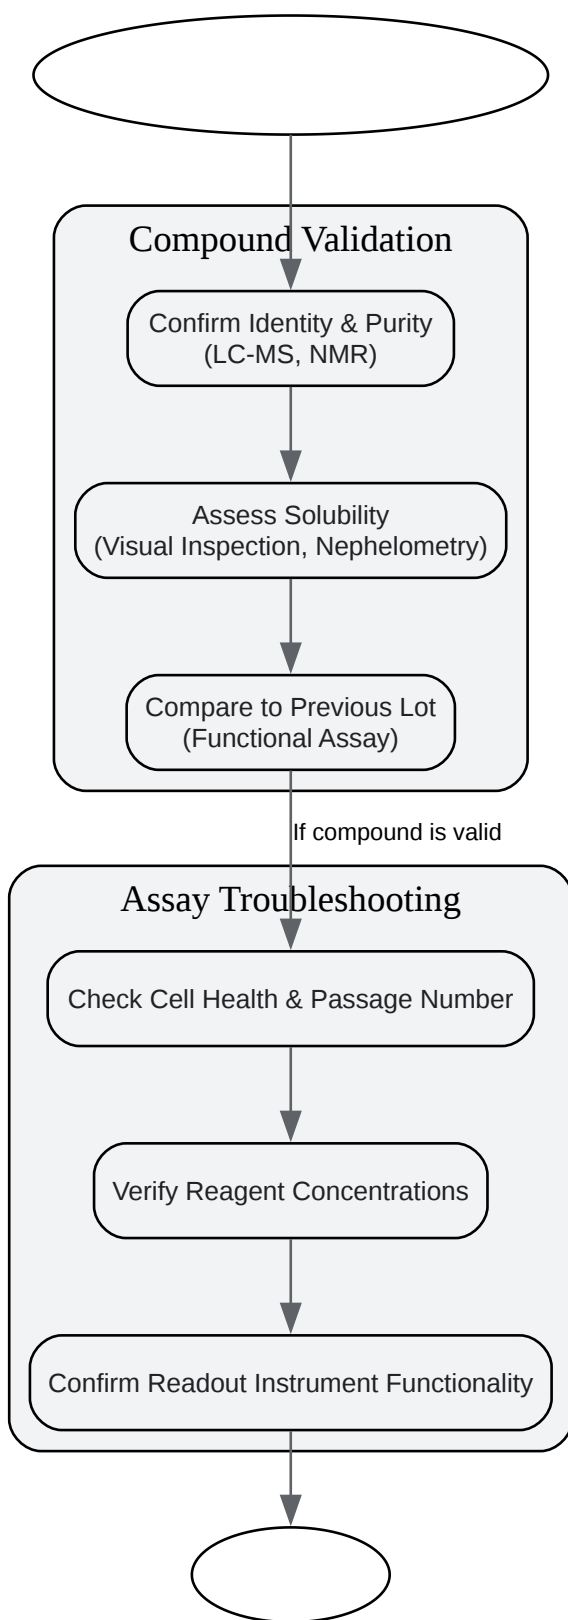 Compound Validation
Confirm Identity & Purity
(LC-MS, NMR)
Assess Solubility
(Visual Inspection, Nephelometry)
Compare to Previous Lot
(Functional Assay)
If compound is valid
Assay Troubleshooting
Check Cell Health & Passage Number
Verify Reagent Concentrations
Confirm Readout Instrument Functionality